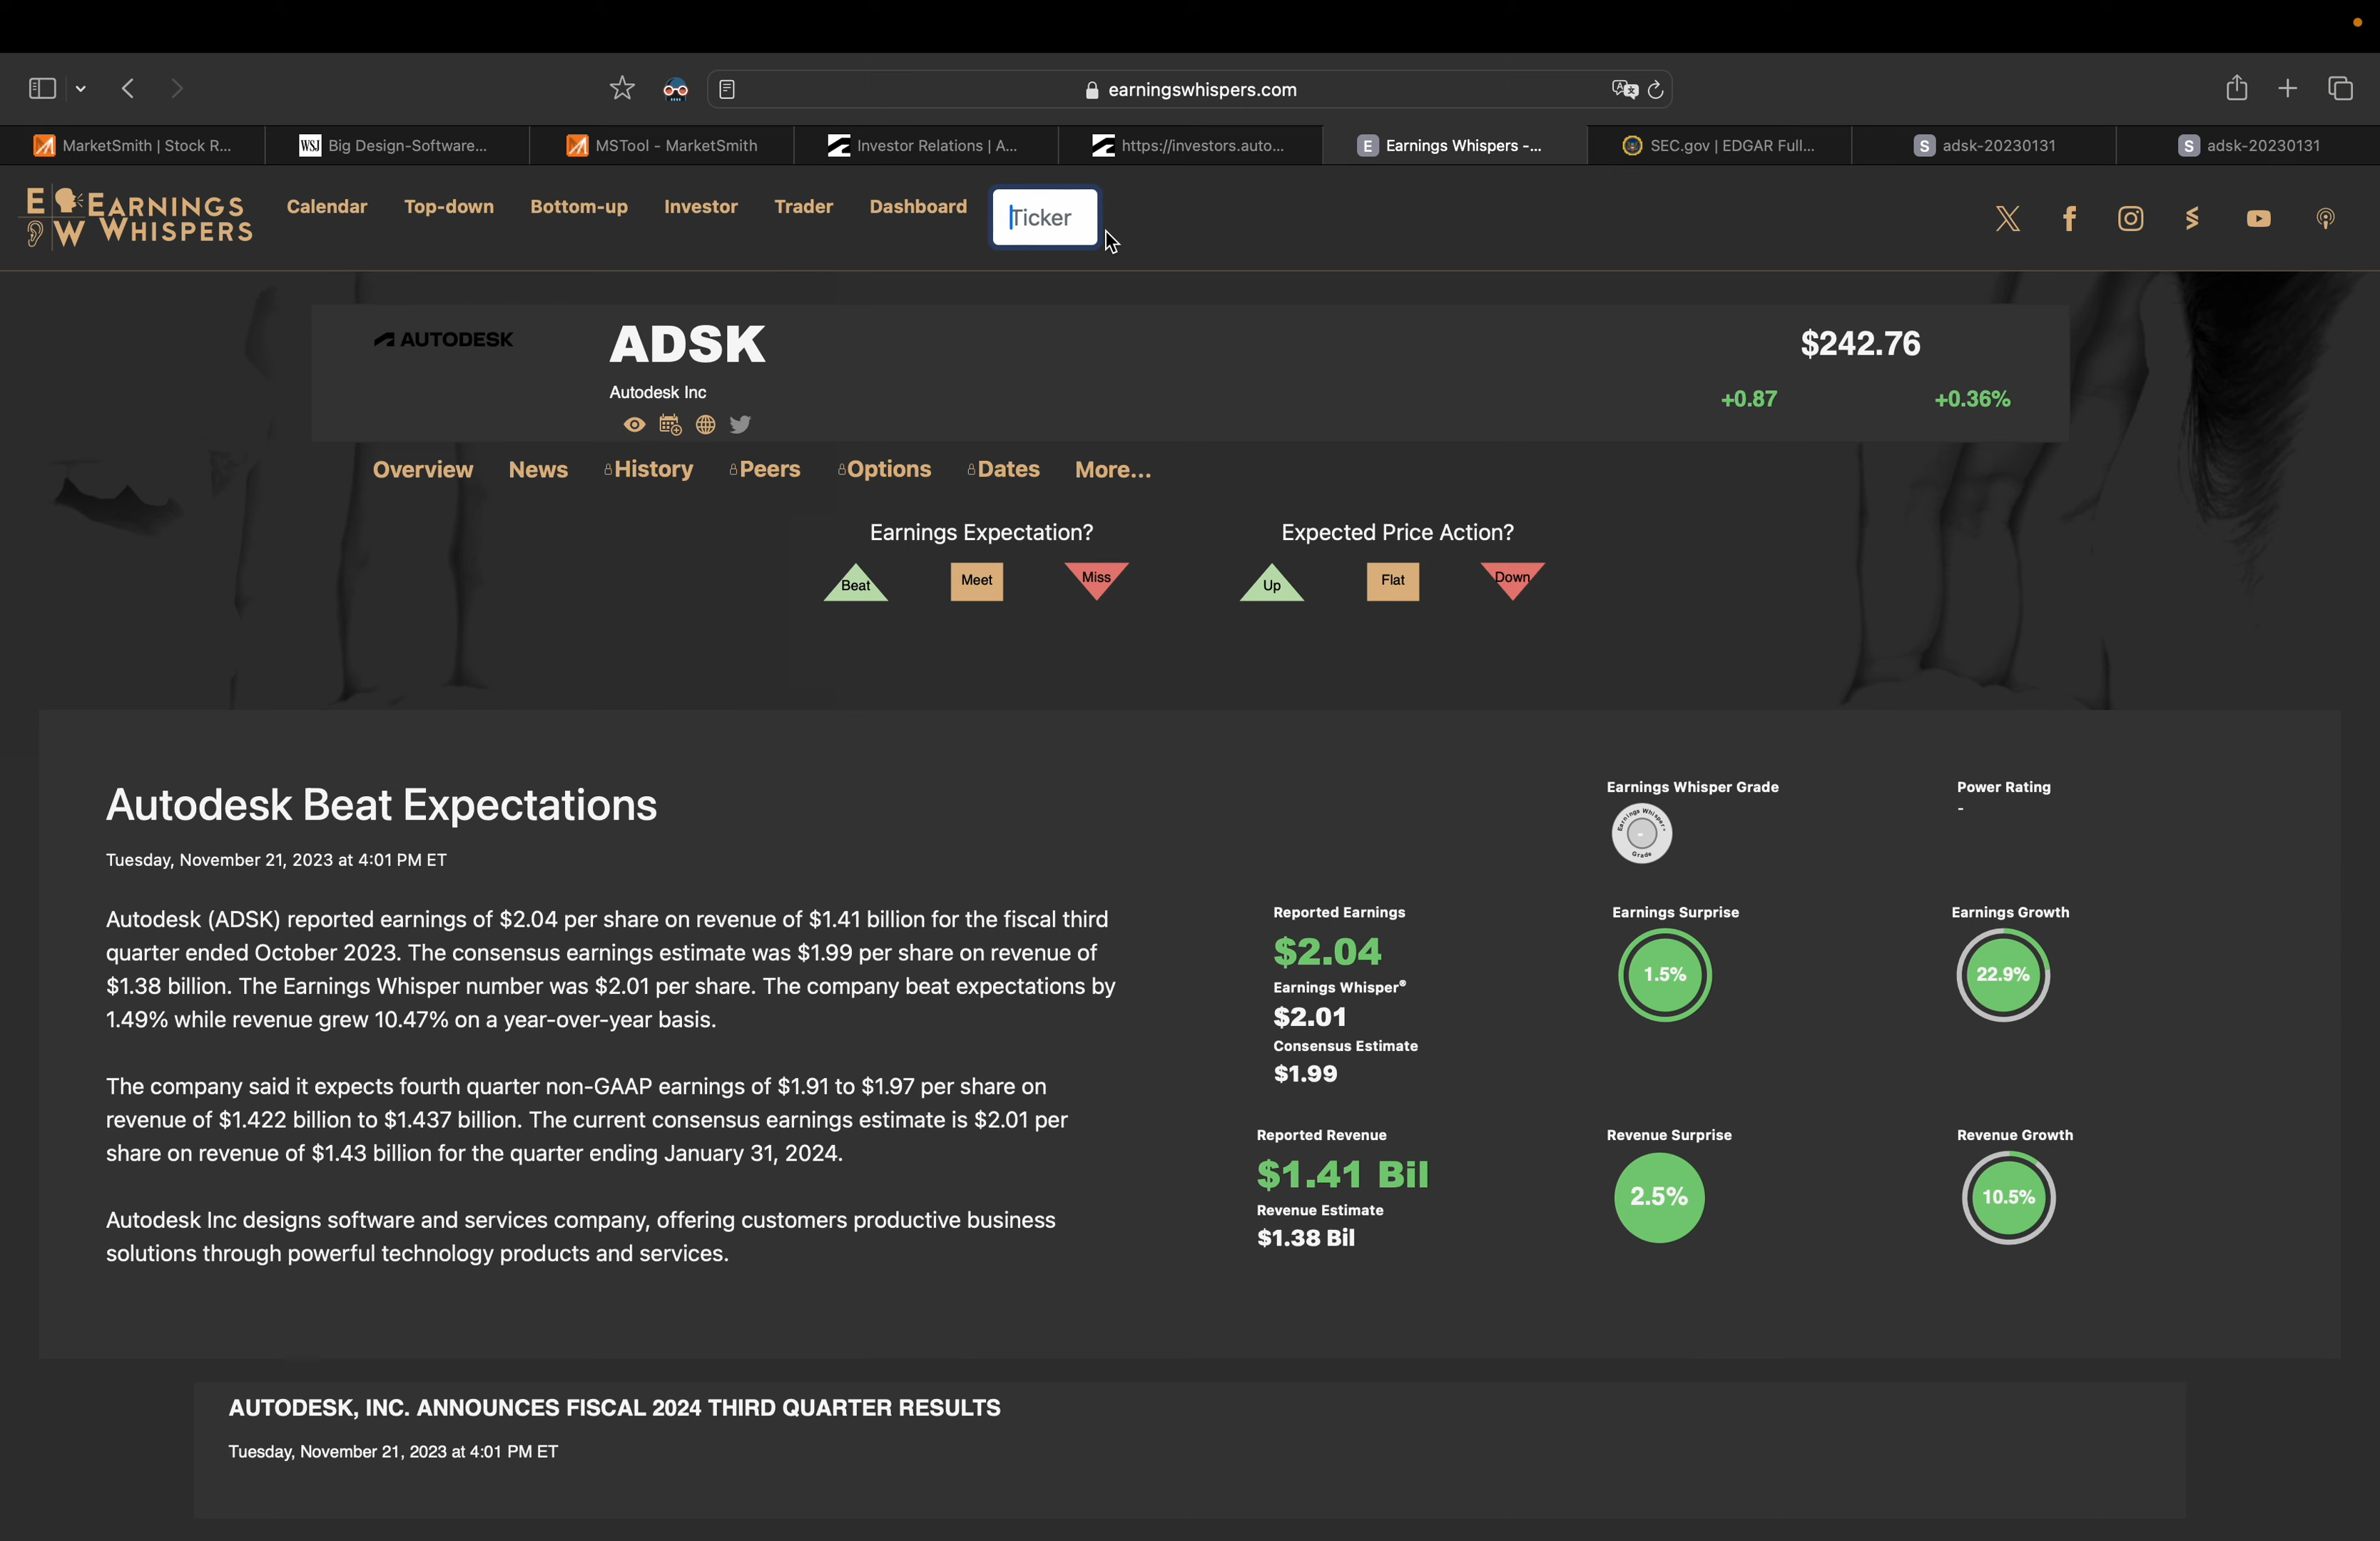 earningswhispers.com
MarketSmith | Stock R...
WSJ Big Design-Software...
MSTool - MarketSmith
Investor Relations | A...
https://investors.auto...
E Earnings Whispers -...
SEC.gov | EDGAR Full...
S adsk-20230131
S adsk-20230131
E W EARNINGS WHISPERS
Calendar Top-down Bottom-up Investor Trader Dashboard Ticker
AUTODESK
ADSK
Autodesk Inc
$242.76
+0.87 +0.36%
Overview News History Peers Options Dates More...
Earnings Expectation? Expected Price Action?
Beat Meet Miss Up Flat Down
Autodesk Beat Expectations
Tuesday, November 21, 2023 at 4:01 PM ET
Autodesk (ADSK) reported earnings of $2.04 per share on revenue of $1.41 billion for the fiscal third
quarter ended October 2023. The consensus earnings estimate was $1.99 per share on revenue of
$1.38 billion. The Earnings Whisper number was $2.01 per share. The company beat expectations by
1.49% while revenue grew 10.47% on a year-over-year basis.
The company said it expects fourth quarter non-GAAP earnings of $1.91 to $1.97 per share on
revenue of $1.422 billion to $1.437 billion. The current consensus earnings estimate is $2.01 per
share on revenue of $1.43 billion for the quarter ending January 31, 2024.
Autodesk Inc designs software and services company, offering customers productive business
solutions through powerful technology products and services.
Earnings Whisper Grade
Earnings Whisper
-
Grade
Power Rating
-
Reported Earnings
$2.04
Earnings Whisper®
$2.01
Consensus Estimate
$1.99
Earnings Surprise
1.5%
Earnings Growth
22.9%
Reported Revenue
$1.41 Bil
Revenue Estimate
$1.38 Bil
Revenue Surprise
2.5%
Revenue Growth
10.5%
AUTODESK, INC. ANNOUNCES FISCAL 2024 THIRD QUARTER RESULTS
Tuesday, November 21, 2023 at 4:01 PM ET